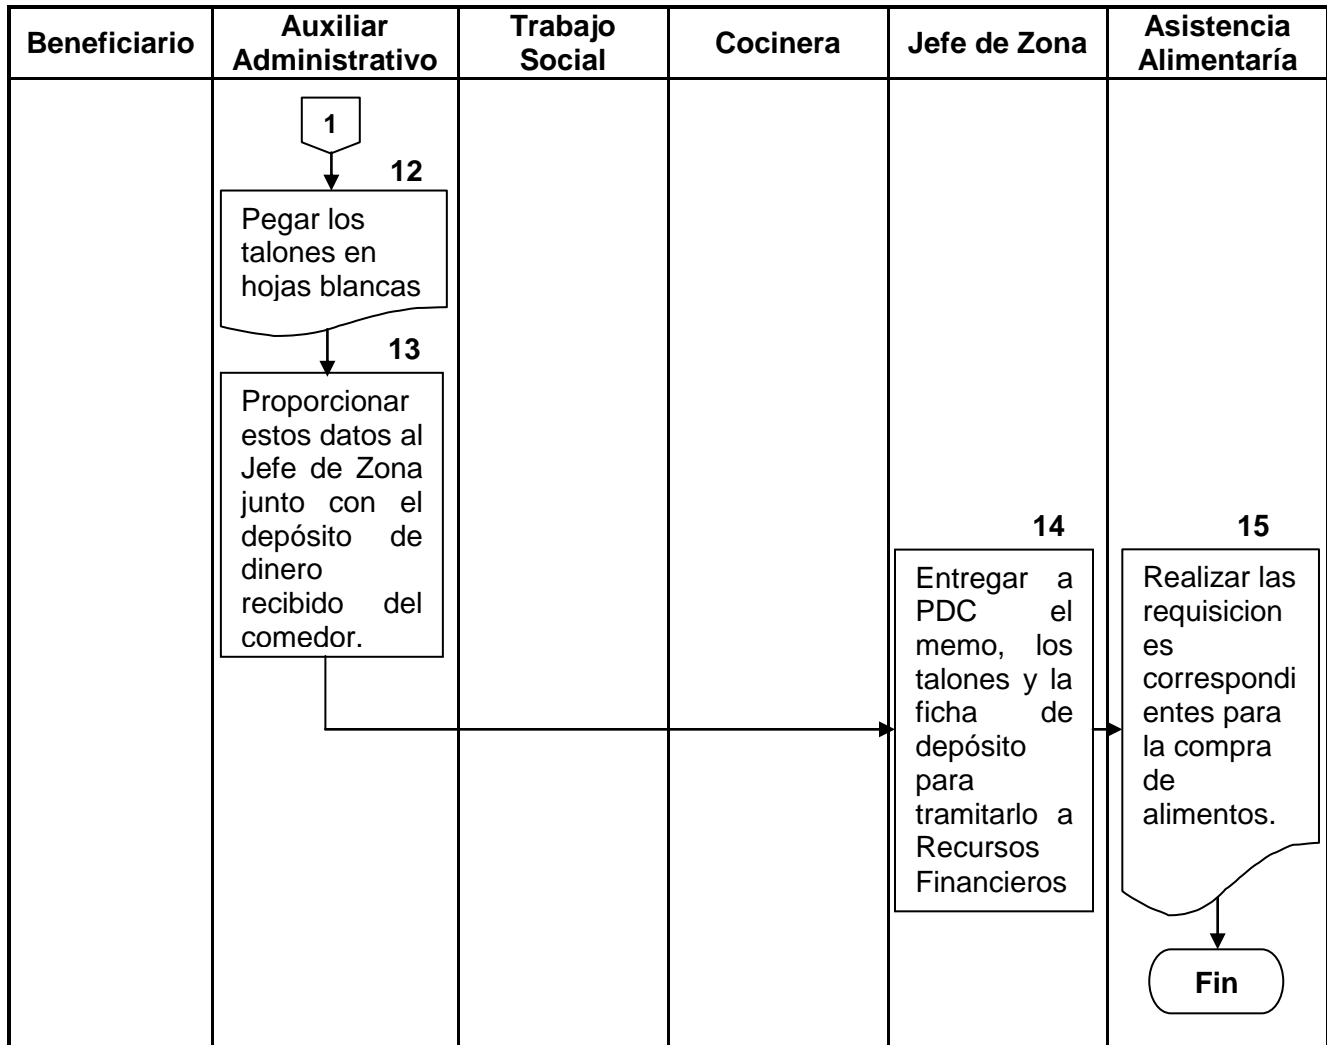 Beneficiario
Auxiliar
Administrativo
Trabajo
Social
Cocinera
Jefe de Zona
Asistencia
Alimentaría
1
12
Pegar los
talones en
hojas blancas
13
Proporcionar
estos datos al
Jefe de Zona
junto con el
depósito de
dinero
recibido del
comedor.
14
Entregar a
PDC el
memo, los
talones y la
ficha de
depósito
para
tramitarlo a
Recursos
Financieros
15
Realizar las
requisicion
es
correspondi
entes para
la compra
de
alimentos.
Fin